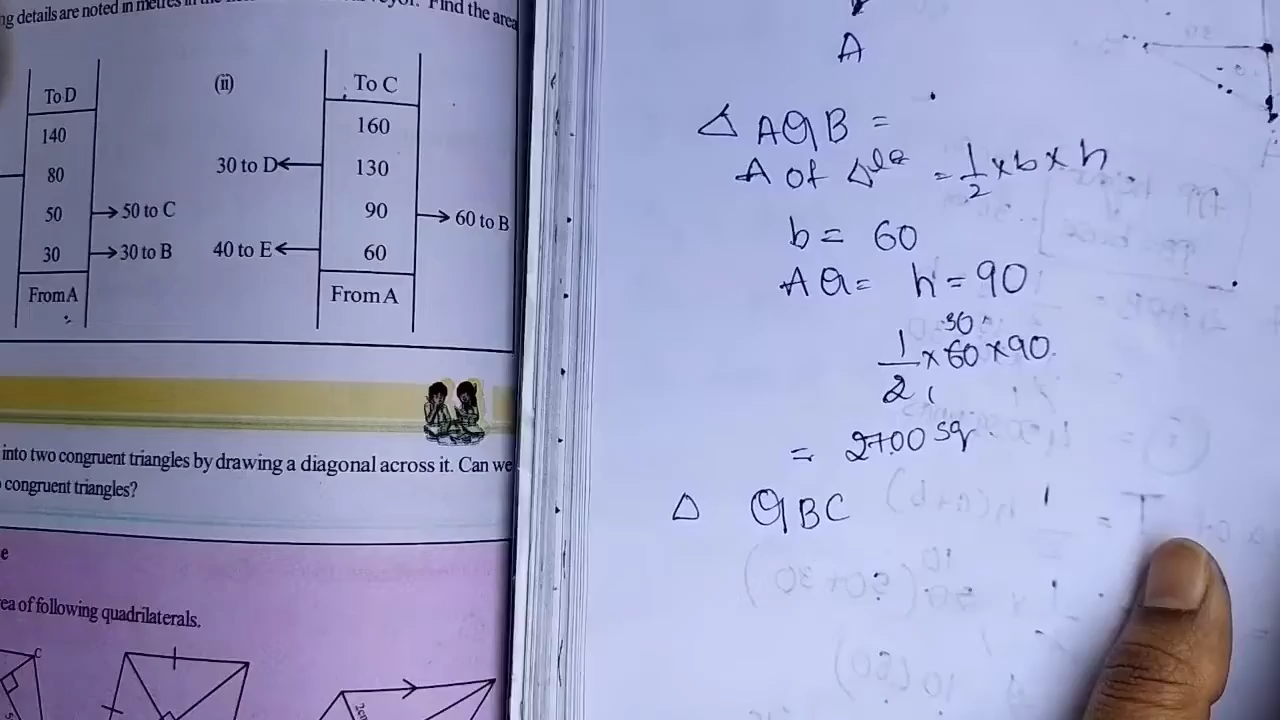 ng details are noted in metres in the
Find the area
To D
140
80
50
30
From A
50 to C
30 to B
(ii)
To C
160
130
90
60
From A
30 to D
40 to E
60 to B
into two congruent triangles by drawing a diagonal across it. Can we
congruent triangles?
e
ea of following quadrilaterals.
C
2cm
A
△ AQB =
A of △le = 1/2 × b × h
b = 60
AQ = h = 90
30
1/2 × 60 × 90
1
= 2700 sq.
△ QBC